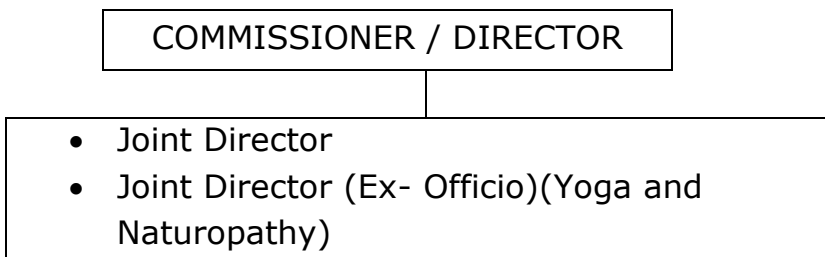 COMMISSIONER / DIRECTOR
• Joint Director
• Joint Director (Ex- Officio)(Yoga and
Naturopathy)